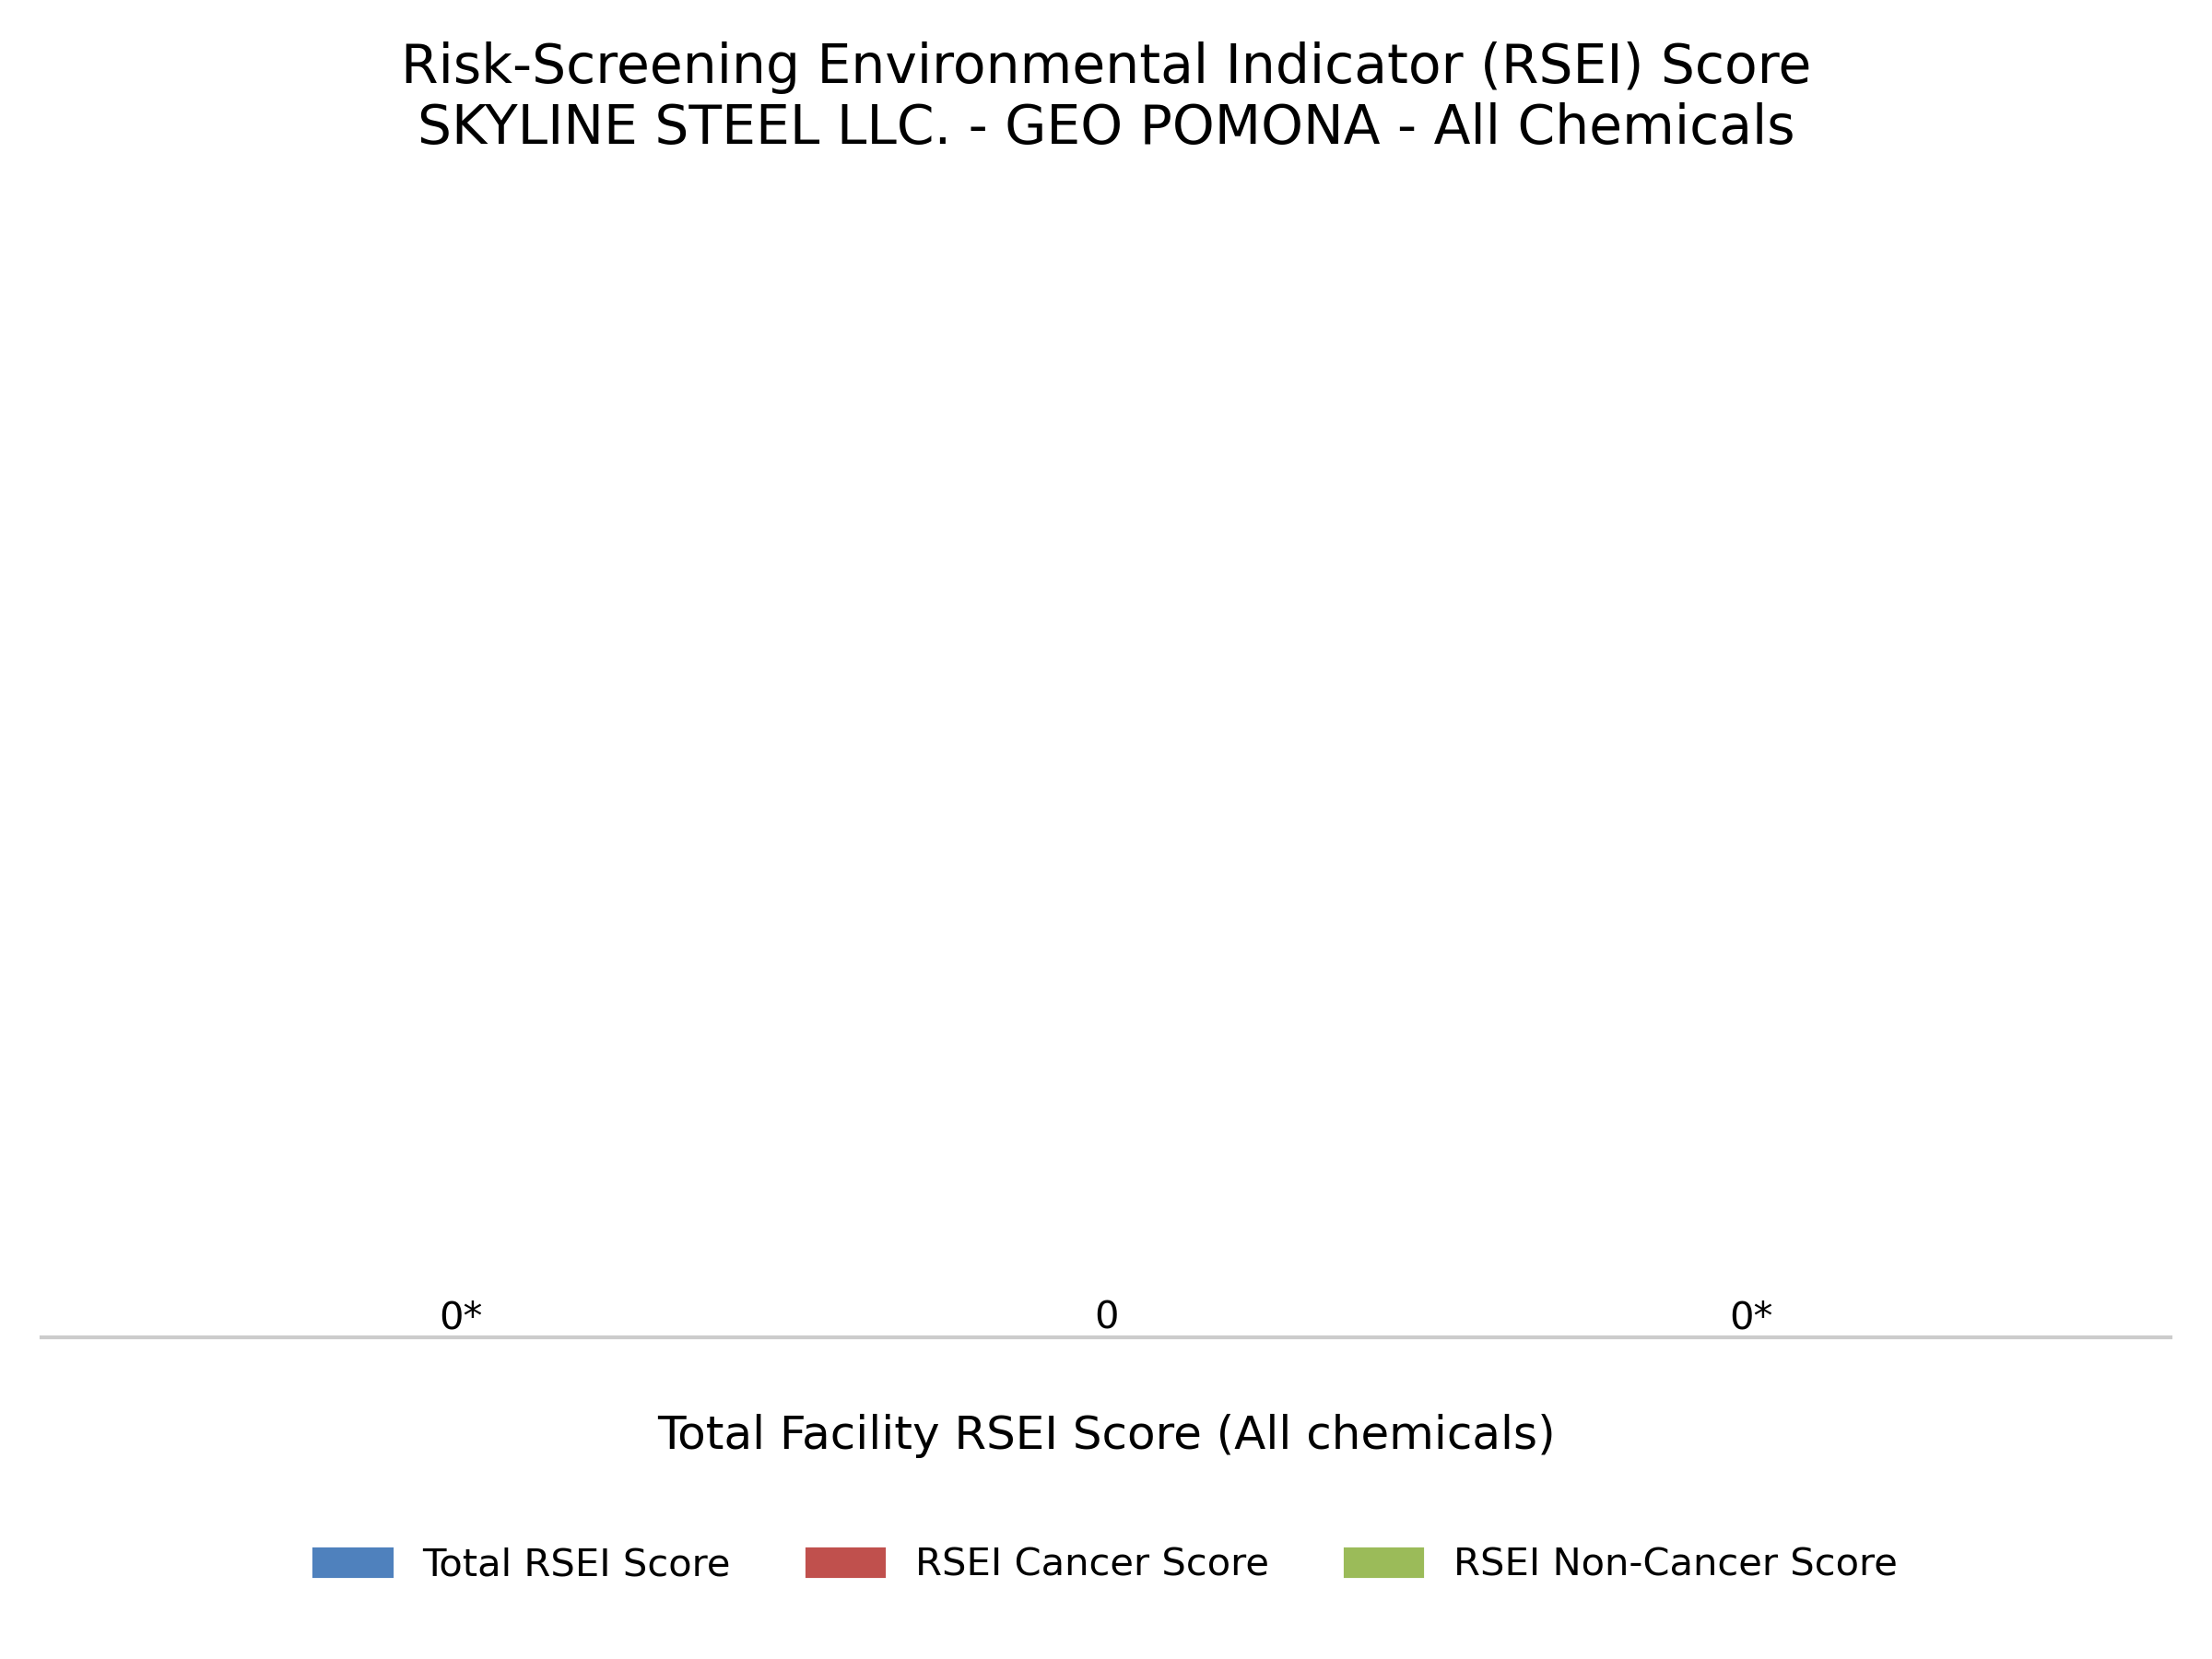 Risk-Screening Environmental Indicator (RSEI) Score
SKYLINE STEEL LLC. - GEO POMONA - All Chemicals
0* 0 0*
Total Facility RSEI Score (All chemicals)
Total RSEI Score RSEI Cancer Score RSEI Non-Cancer Score